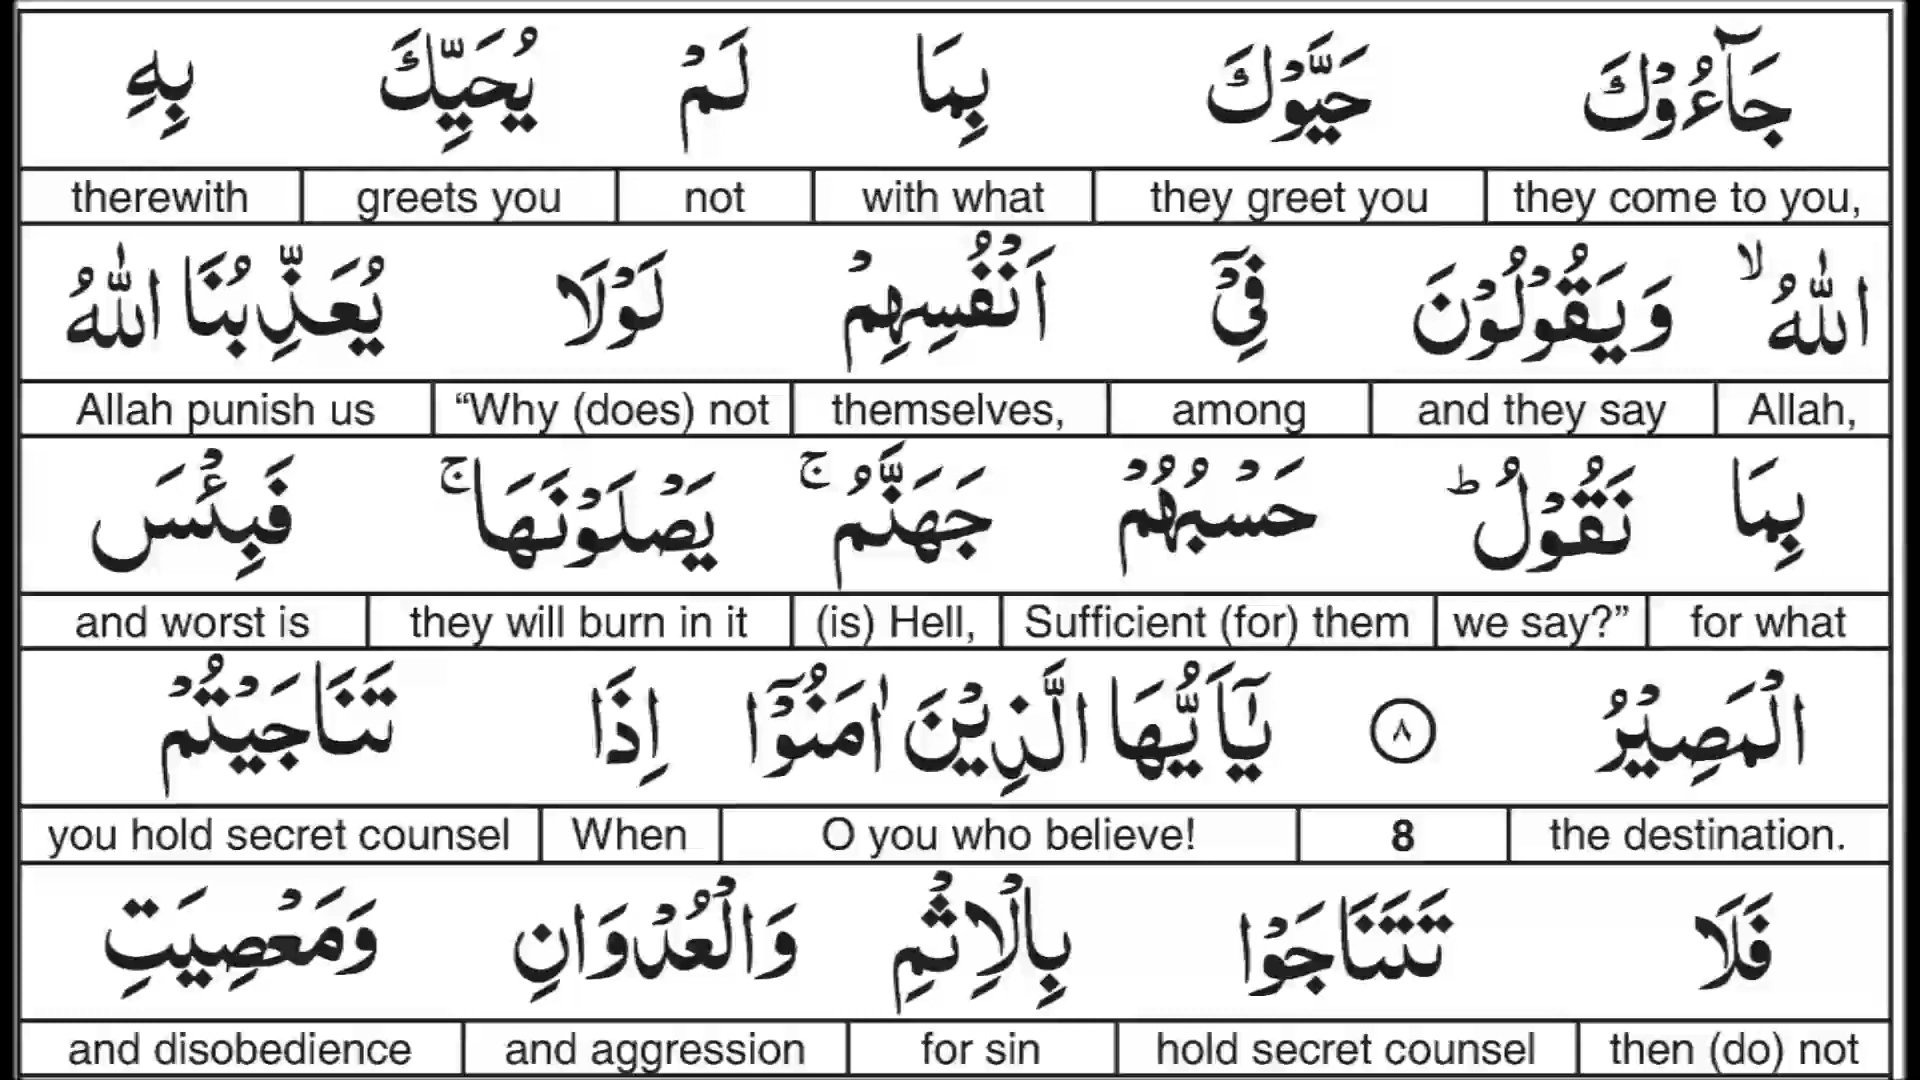 جَآءُوْكَ حَيَّوْكَ بِمَا لَمْ يُحَيِّكَ بِهِ
they come to you, they greet you with what not greets you therewith
اللّٰهُ ۙ وَيَقُوْلُوْنَ فِيْٓ اَنْفُسِهِمْ لَوْلَا يُعَذِّبُنَا اللّٰهُ
Allah, and they say among themselves, “Why (does) not Allah punish us
بِمَا نَقُوْلُ ؕ حَسْبُهُمْ جَهَنَّمُ ۚ يَصْلَوْنَهَا ۚ فَبِئْسَ
for what we say?” Sufficient (for) them (is) Hell, they will burn in it and worst is
الْمَصِيْرُ ٨ يٰٓاَيُّهَا الَّذِيْنَ اٰمَنُوْٓا اِذَا تَنَاجَيْتُمْ
the destination. 8 O you who believe! When you hold secret counsel
فَلَا تَتَنَاجَوْا بِالْاِثْمِ وَالْعُدْوَانِ وَمَعْصِيَتِ
then (do) not hold secret counsel for sin and aggression and disobedience